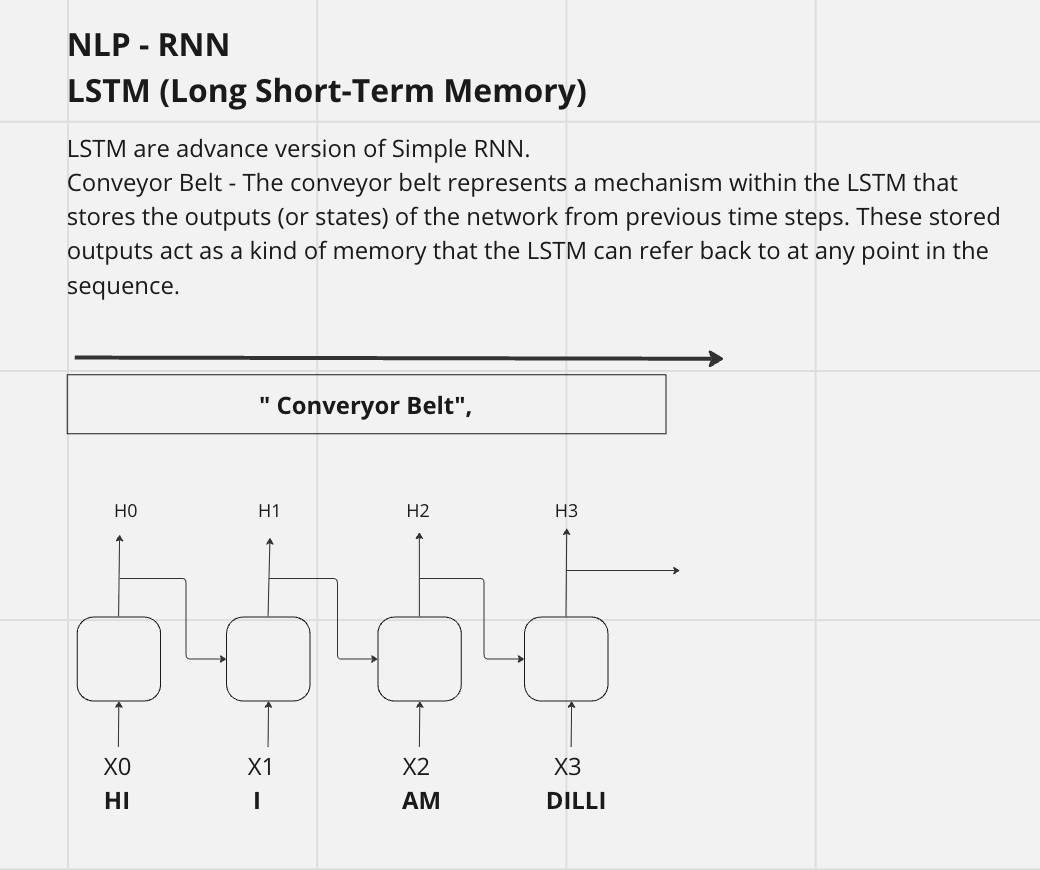 NLP - RNN
LSTM (Long Short-Term Memory)
LSTM are advance version of Simple RNN.
Conveyor Belt - The conveyor belt represents a mechanism within the LSTM that
stores the outputs (or states) of the network from previous time steps. These stored
outputs act as a kind of memory that the LSTM can refer back to at any point in the
sequence.
" Converyor Belt",
H0 H1 H2 H3
X0 X1 X2 X3
HI I AM DILLI